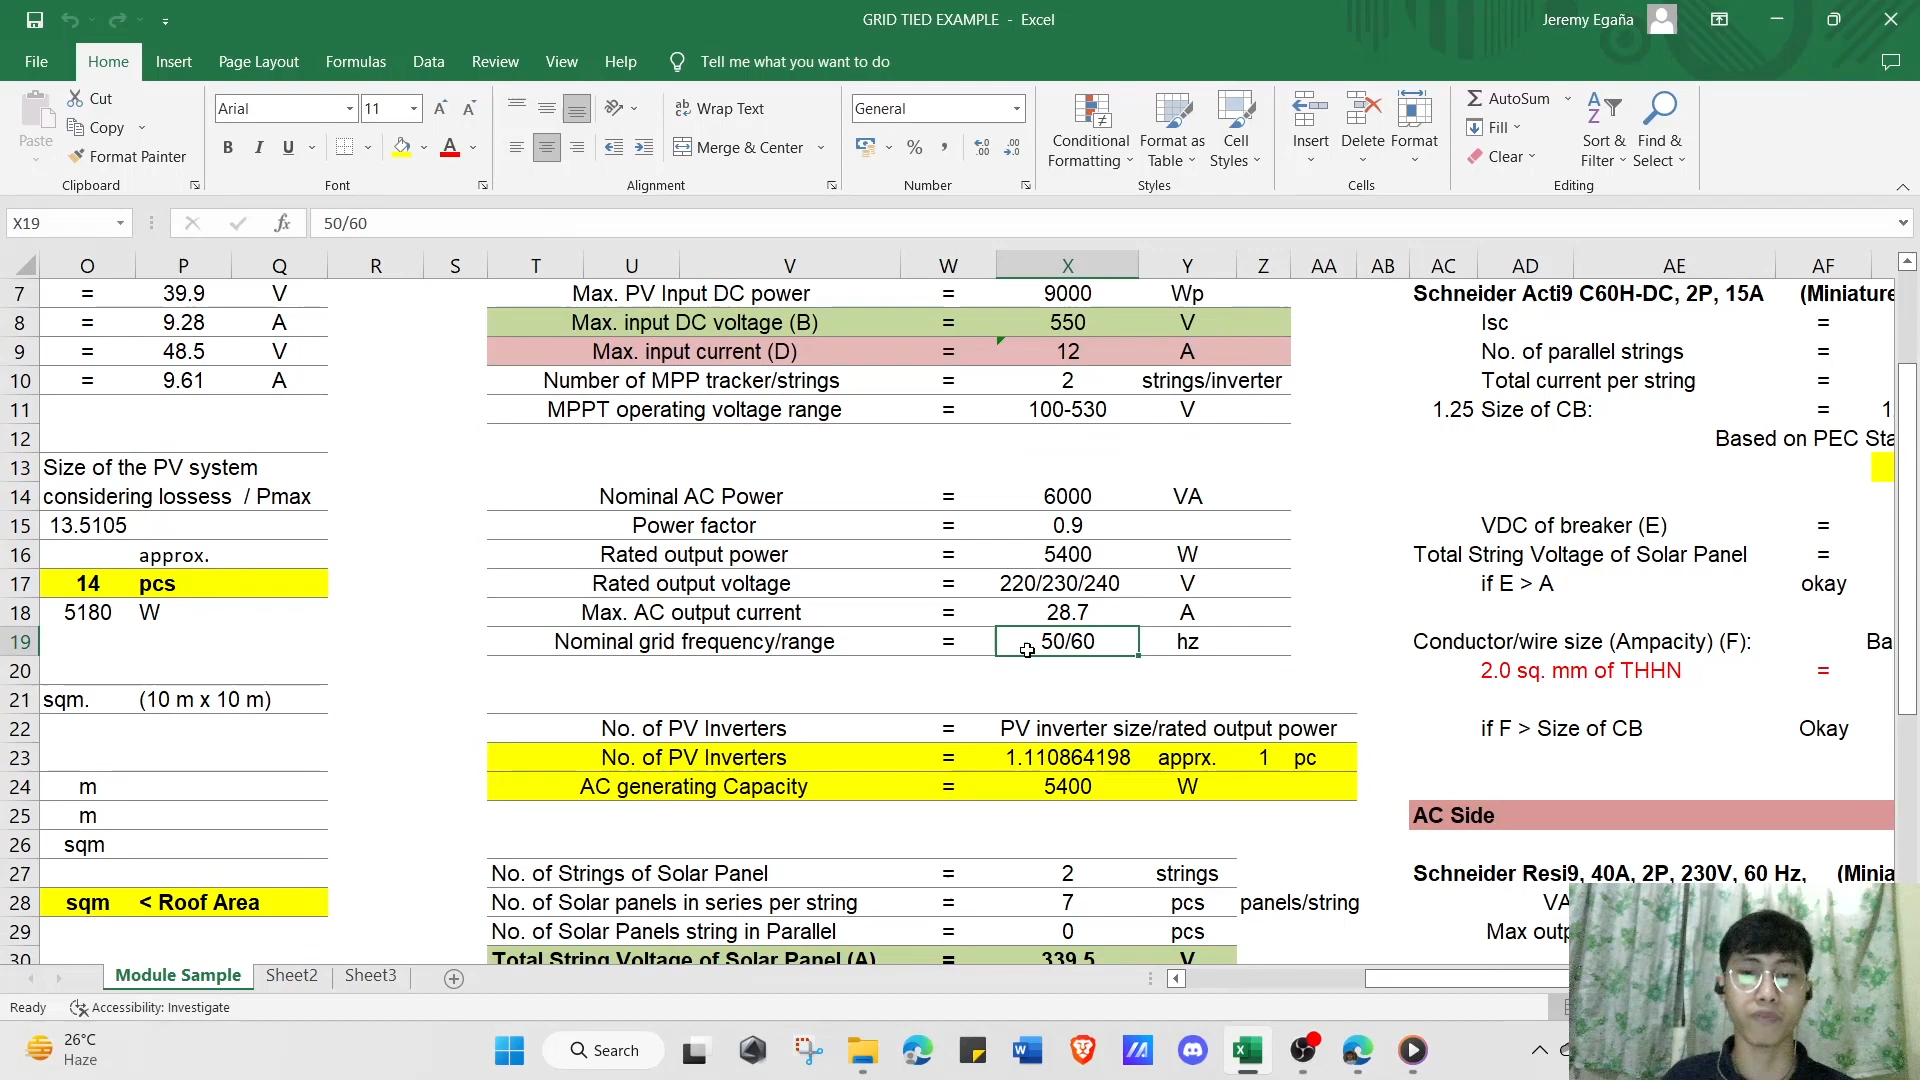 GRID TIED EXAMPLE - Excel
Jeremy Egaña
File Home Insert Page Layout Formulas Data Review View Help Tell me what you want to do
Paste
Cut
Copy
Format Painter
Clipboard
Arial 11
B I U
Font
Wrap Text
Merge & Center
Alignment
General
Number
Conditional Formatting
Format as Table
Cell Styles
Styles
Insert Delete Format
Cells
AutoSum
Fill
Clear
Sort & Filter
Find & Select
Editing
X19 fx 50/60
O P Q R S T U V W X Y Z AA AB AC AD AE AF
7 = 39.9 V Max. PV Input DC power = 9000 Wp Schneider Acti9 C60H-DC, 2P, 15A (Miniature
8 = 9.28 A Max. input DC voltage (B) = 550 V Isc =
9 = 48.5 V Max. input current (D) = 12 A No. of parallel strings =
10 = 9.61 A Number of MPP tracker/strings = 2 strings/inverter Total current per string =
11 MPPT operating voltage range = 100-530 V 1.25 Size of CB: =
12 Based on PEC Sta
13 Size of the PV system
14 considering lossess / Pmax Nominal AC Power = 6000 VA
15 13.5105 Power factor = 0.9 VDC of breaker (E) =
16 approx. Rated output power = 5400 W Total String Voltage of Solar Panel =
17 14 pcs Rated output voltage = 220/230/240 V if E > A okay
18 5180 W Max. AC output current = 28.7 A
19 Nominal grid frequency/range = 50/60 hz Conductor/wire size (Ampacity) (F): Ba
20 2.0 sq. mm of THHN =
21 sqm. (10 m x 10 m)
22 No. of PV Inverters = PV inverter size/rated output power if F > Size of CB Okay
23 No. of PV Inverters = 1.110864198 apprx. 1 pc
24 m AC generating Capacity = 5400 W
25 m AC Side
26 sqm
27 No. of Strings of Solar Panel = 2 strings Schneider Resi9, 40A, 2P, 230V, 60 Hz, (Minia
28 sqm < Roof Area No. of Solar panels in series per string = 7 pcs panels/string VA
29 No. of Solar Panels string in Parallel = 0 pcs Max outp
30 Total String Voltage of Solar Panel (A) = 339.5 V
Module Sample Sheet2 Sheet3
Ready Accessibility: Investigate
26°C
Haze
Search